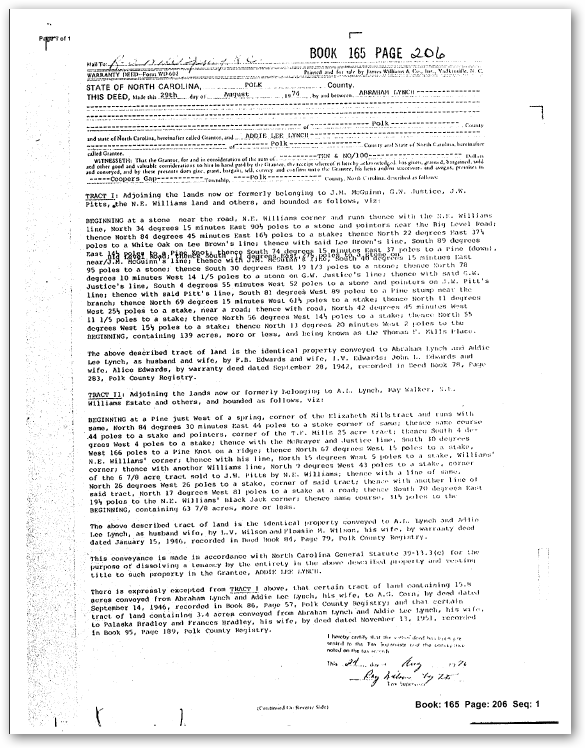 Page 1 of 1
BOOK 165 PAGE 206
Mail To:
WARRANTY DEED—Form WD-602
Printed and for sale by James Williams & Co., Inc., Yadkinville, N. C.
STATE OF NORTH CAROLINA, POLK County.
THIS DEED, Made this 29th day of August 1974 by and between ABRAHAM LYNCH
of Polk County
and state of North Carolina, hereinafter called Grantor, and ADDIE LEE LYNCH
of Polk County and State of North Carolina, hereinafter
called Grantee.
WITNESSETH: That the Grantor, for and in consideration of the sum of TEN & NO/100 Dollars
and other good and valuable considerations to him in hand paid by the Grantee, the receipt whereof is hereby acknowledged, has given, granted, bargained, sold
and conveyed, and by these presents does give, grant, bargain, sell, convey and confirm unto the Grantee, his heirs and/or successors and assigns, premises in
Coopers Gap Township, Polk County, North Carolina, described as follows:
TRACT I: Adjoining the lands now or formerly belonging to J.M. McGuinn, G.W. Justice, J.W.
Pitts, the N.E. Williams land and others, and bounded as follows, viz:
BEGINNING at a stone near the road, N.E. Williams corner and runs thence with the N.E. Williams
line, North 34 degrees 15 minutes East 90½ poles to a stone and pointers near the Big Level Road;
thence North 84 degrees 45 minutes East 16½ poles to a stake; thence North 22 degrees East 37½
poles to a White Oak on Lee Brown's line; thence with said Lee Brown's line, South 89 degrees
East to a Pine Knot; thence South 74 degrees 15 minutes East 37 poles to a Pine (down),
near J.M. McGuinn's line; thence with J.M. McGuinn's line, South 15 minutes East
95 poles to a stone; thence South 30 degrees East 19 1/3 poles to a stone; thence North 78
degrees 10 minutes West 14 1/5 poles to a stone on G.W. Justice's line; thence with said G.W.
Justice's line, South 4 degrees 55 minutes West 52 poles to a stone and pointers on J.W. Pitt's
line; thence with said Pitt's line, South 81 degrees West 89 poles to a Pine stump near the
branch; thence North 69 degrees 15 minutes West 61½ poles to a stake; thence North 11 degrees
West 25½ poles to a stake, near a road; thence with road, North 42 degrees 45 minutes West
11 1/5 poles to a stake; thence North 56 degrees West 14½ poles to a stake; thence North 55
degrees West 15½ poles to a stake; thence North 13 degrees 20 minutes West 2 poles to the
BEGINNING, containing 139 acres, more or less, and being known as the Thomas F. Mills Place.
The above described tract of land is the identical property conveyed to Abraham Lynch and Addie
Lee Lynch, as husband and wife, by F.B. Edwards and wife, I.V. Edwards; John L. Edwards and
wife, Alice Edwards, by warranty deed dated September 28, 1942, recorded in Deed Book 78, Page
283, Polk County Registry.
TRACT II: Adjoining the lands now or formerly belonging to A.L. Lynch, Ray Walker,
Williams Estate and others, and bounded as follows, viz:
BEGINNING at a Pine just West of a spring, corner of the Elizabeth Mills tract and runs with
same, North 84 degrees 30 minutes East 44 poles to a stake corner of same; thence same course
44 poles to a stake and pointers, corner of the T.F. Mills 25 acre tract; thence South 4 de-
grees West 4 poles to a stake; thence with the McBrayer and Justice line, South 10 degrees
West 166 poles to a Pine Knot on a ridge; thence North 67 degrees West 15 poles to a stake,
N.E. Williams' corner; thence with his line, North 15 degrees West 5 poles to a stake, Williams'
corner; thence with another Williams line, North 9 degrees West 43 poles to a stake, corner
of the 6 7/8 acre tract sold to J.W. Pitts by N.E. Williams; thence with a line of same,
North 26 degrees West 26 poles to a stake, corner of said tract; thence with another line of
said tract, North 17 degrees West 81 poles to a stake at a road; thence South 70 degrees East
19½ poles to the N.E. Williams' Black Jack corner; thence same course, 31½ poles to the
BEGINNING, containing 63 7/8 acres, more or less.
The above described tract of land is the identical property conveyed to A.L. Lynch and Addie
Lee Lynch, as husband wife, by L.V. Wilson and Flossie M. Wilson, his wife, by warranty deed
dated January 15, 1946, recorded in Deed Book 84, Page 79, Polk County Registry.
This conveyance is made in accordance with North Carolina General Statute 39-13.3(c) for the
purpose of dissolving a tenancy by the entirety in the above described property and vesting
title to such property in the Grantee, ADDIE LEE LYNCH.
There is expressly excepted from TRACT I above, that certain tract of land containing 15.8
acres conveyed from Abraham Lynch and Addie Lee Lynch, his wife, to A.G. Corn, by deed dated
September 14, 1946, recorded in Book 86, Page 57, Polk County Registry; and that certain
tract of land containing 3.4 acres conveyed from Abraham Lynch and Addie Lee Lynch, his wife,
to Palaska Bradley and Frances Bradley, his wife, by deed dated November 13, 1951, recorded
in Book 95, Page 189, Polk County Registry.
I hereby certify that the
noted on the tax
This day Aug 1976
(Continued On Reverse Side)
Book: 165 Page: 206 Seq: 1